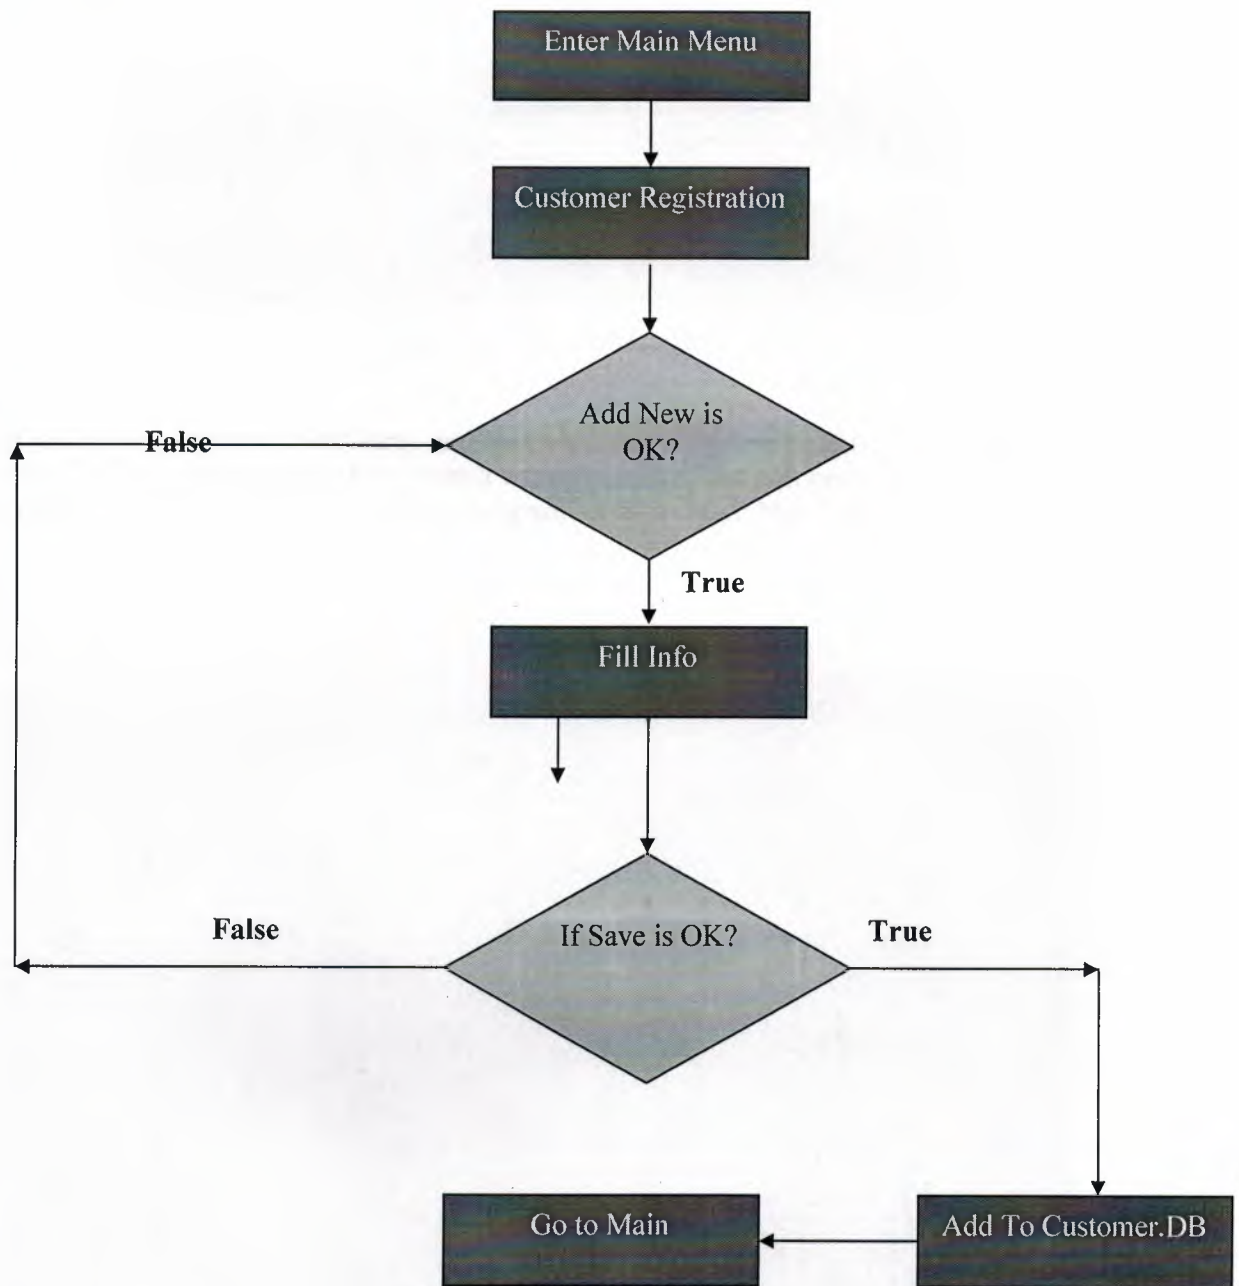 Enter Main Menu
Customer Registration
Add New is
OK?
False
True
Fill Info
If Save is OK?
False
True
Go to Main
Add To Customer.DB